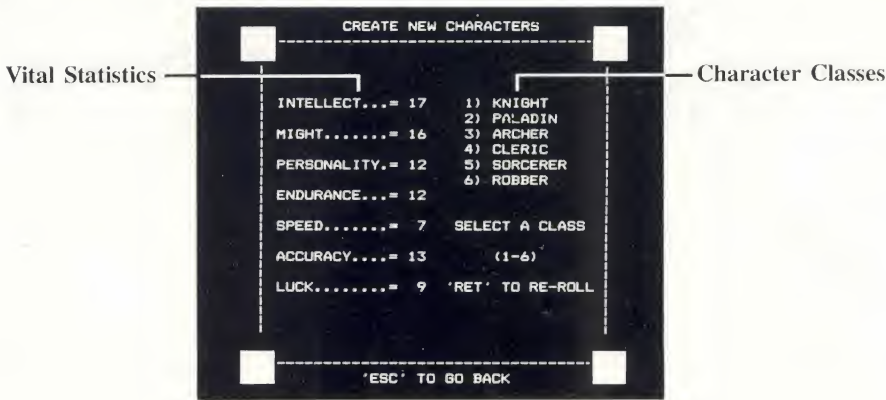 CREATE NEW CHARACTERS
Vital Statistics
Character Classes
INTELLECT...= 17
1) KNIGHT
2) PALADIN
MIGHT.......= 16
3) ARCHER
4) CLERIC
PERSONALITY.= 12
5) SORCERER
6) ROBBER
ENDURANCE...= 12
SPEED.......= 7
SELECT A CLASS
ACCURACY....= 13
(1-6)
LUCK........= 9
'RET' TO RE-ROLL
'ESC' TO GO BACK